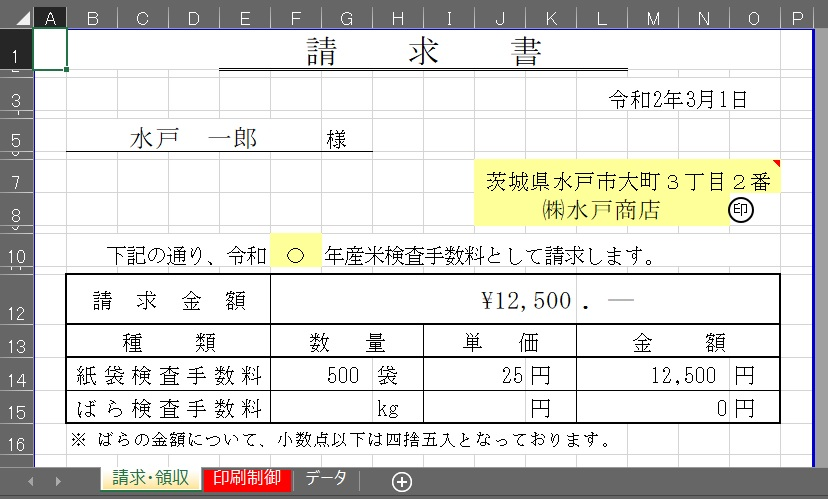 A B C D E F G H I J K L M N O P
1 請 求 書
3 令和2年3月1日
5 水戸 一郎 様
7 茨城県水戸市大町３丁目２番
8 ㈱水戸商店 印
10 下記の通り、令和 〇 年産米検査手数料として請求します。
12 請 求 金 額 ¥12,500 . ―
13 種 類 数 量 単 価 金 額
14 紙袋検査手数料 500 袋 25 円 12,500 円
15 ばら検査手数料 kg 円 0 円
16 ※ ばらの金額について、小数点以下は四捨五入となっております。
請求・領収 印刷制御 データ